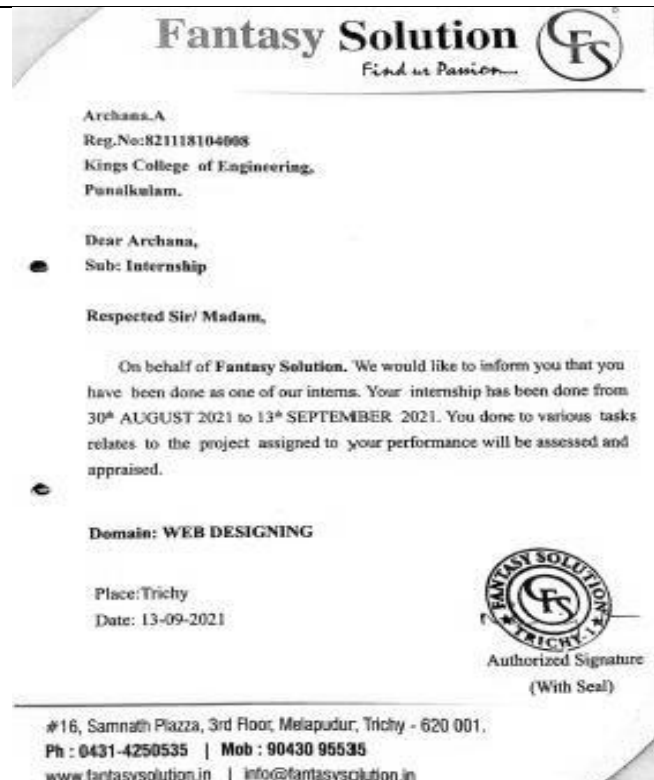 Fantasy Solution
Find us Passion....
CFS
Archana.A
Reg.No:821118104008
Kings College of Engineering,
Punalkulam.
Dear Archana,
Sub: Internship
Respected Sir/ Madam,
On behalf of Fantasy Solution. We would like to inform you that you
have been done as one of our interns. Your internship has been done from
30th AUGUST 2021 to 13th SEPTEMBER 2021. You done to various tasks
relates to the project assigned to your performance will be assessed and
appraised.
Domain: WEB DESIGNING
Place:Trichy
Date: 13-09-2021
FANTASY SOLUTION
CFS
TRICHY-1
Authorized Signature
(With Seal)
#16, Samnath Plazza, 3rd Floor, Melapudur, Trichy - 620 001.
Ph : 0431-4250535 | Mob : 90430 95535
www.fantasysolution.in | info@fantasysolution.in